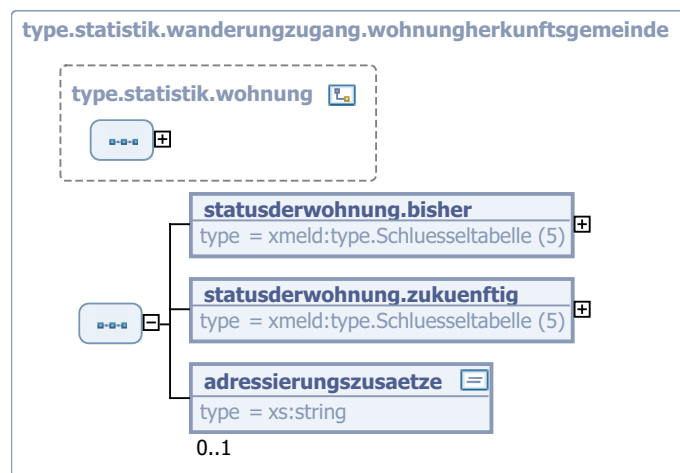 type.statistik.wanderungzugang.wohnungherkunftsgemeinde
type.statistik.wohnung
statusderwohnung.bisher
type = xmeld:type.Schluesseltabelle (5)
statusderwohnung.zukuenftig
type = xmeld:type.Schluesseltabelle (5)
adressierungszusaetze
type = xs:string
0..1